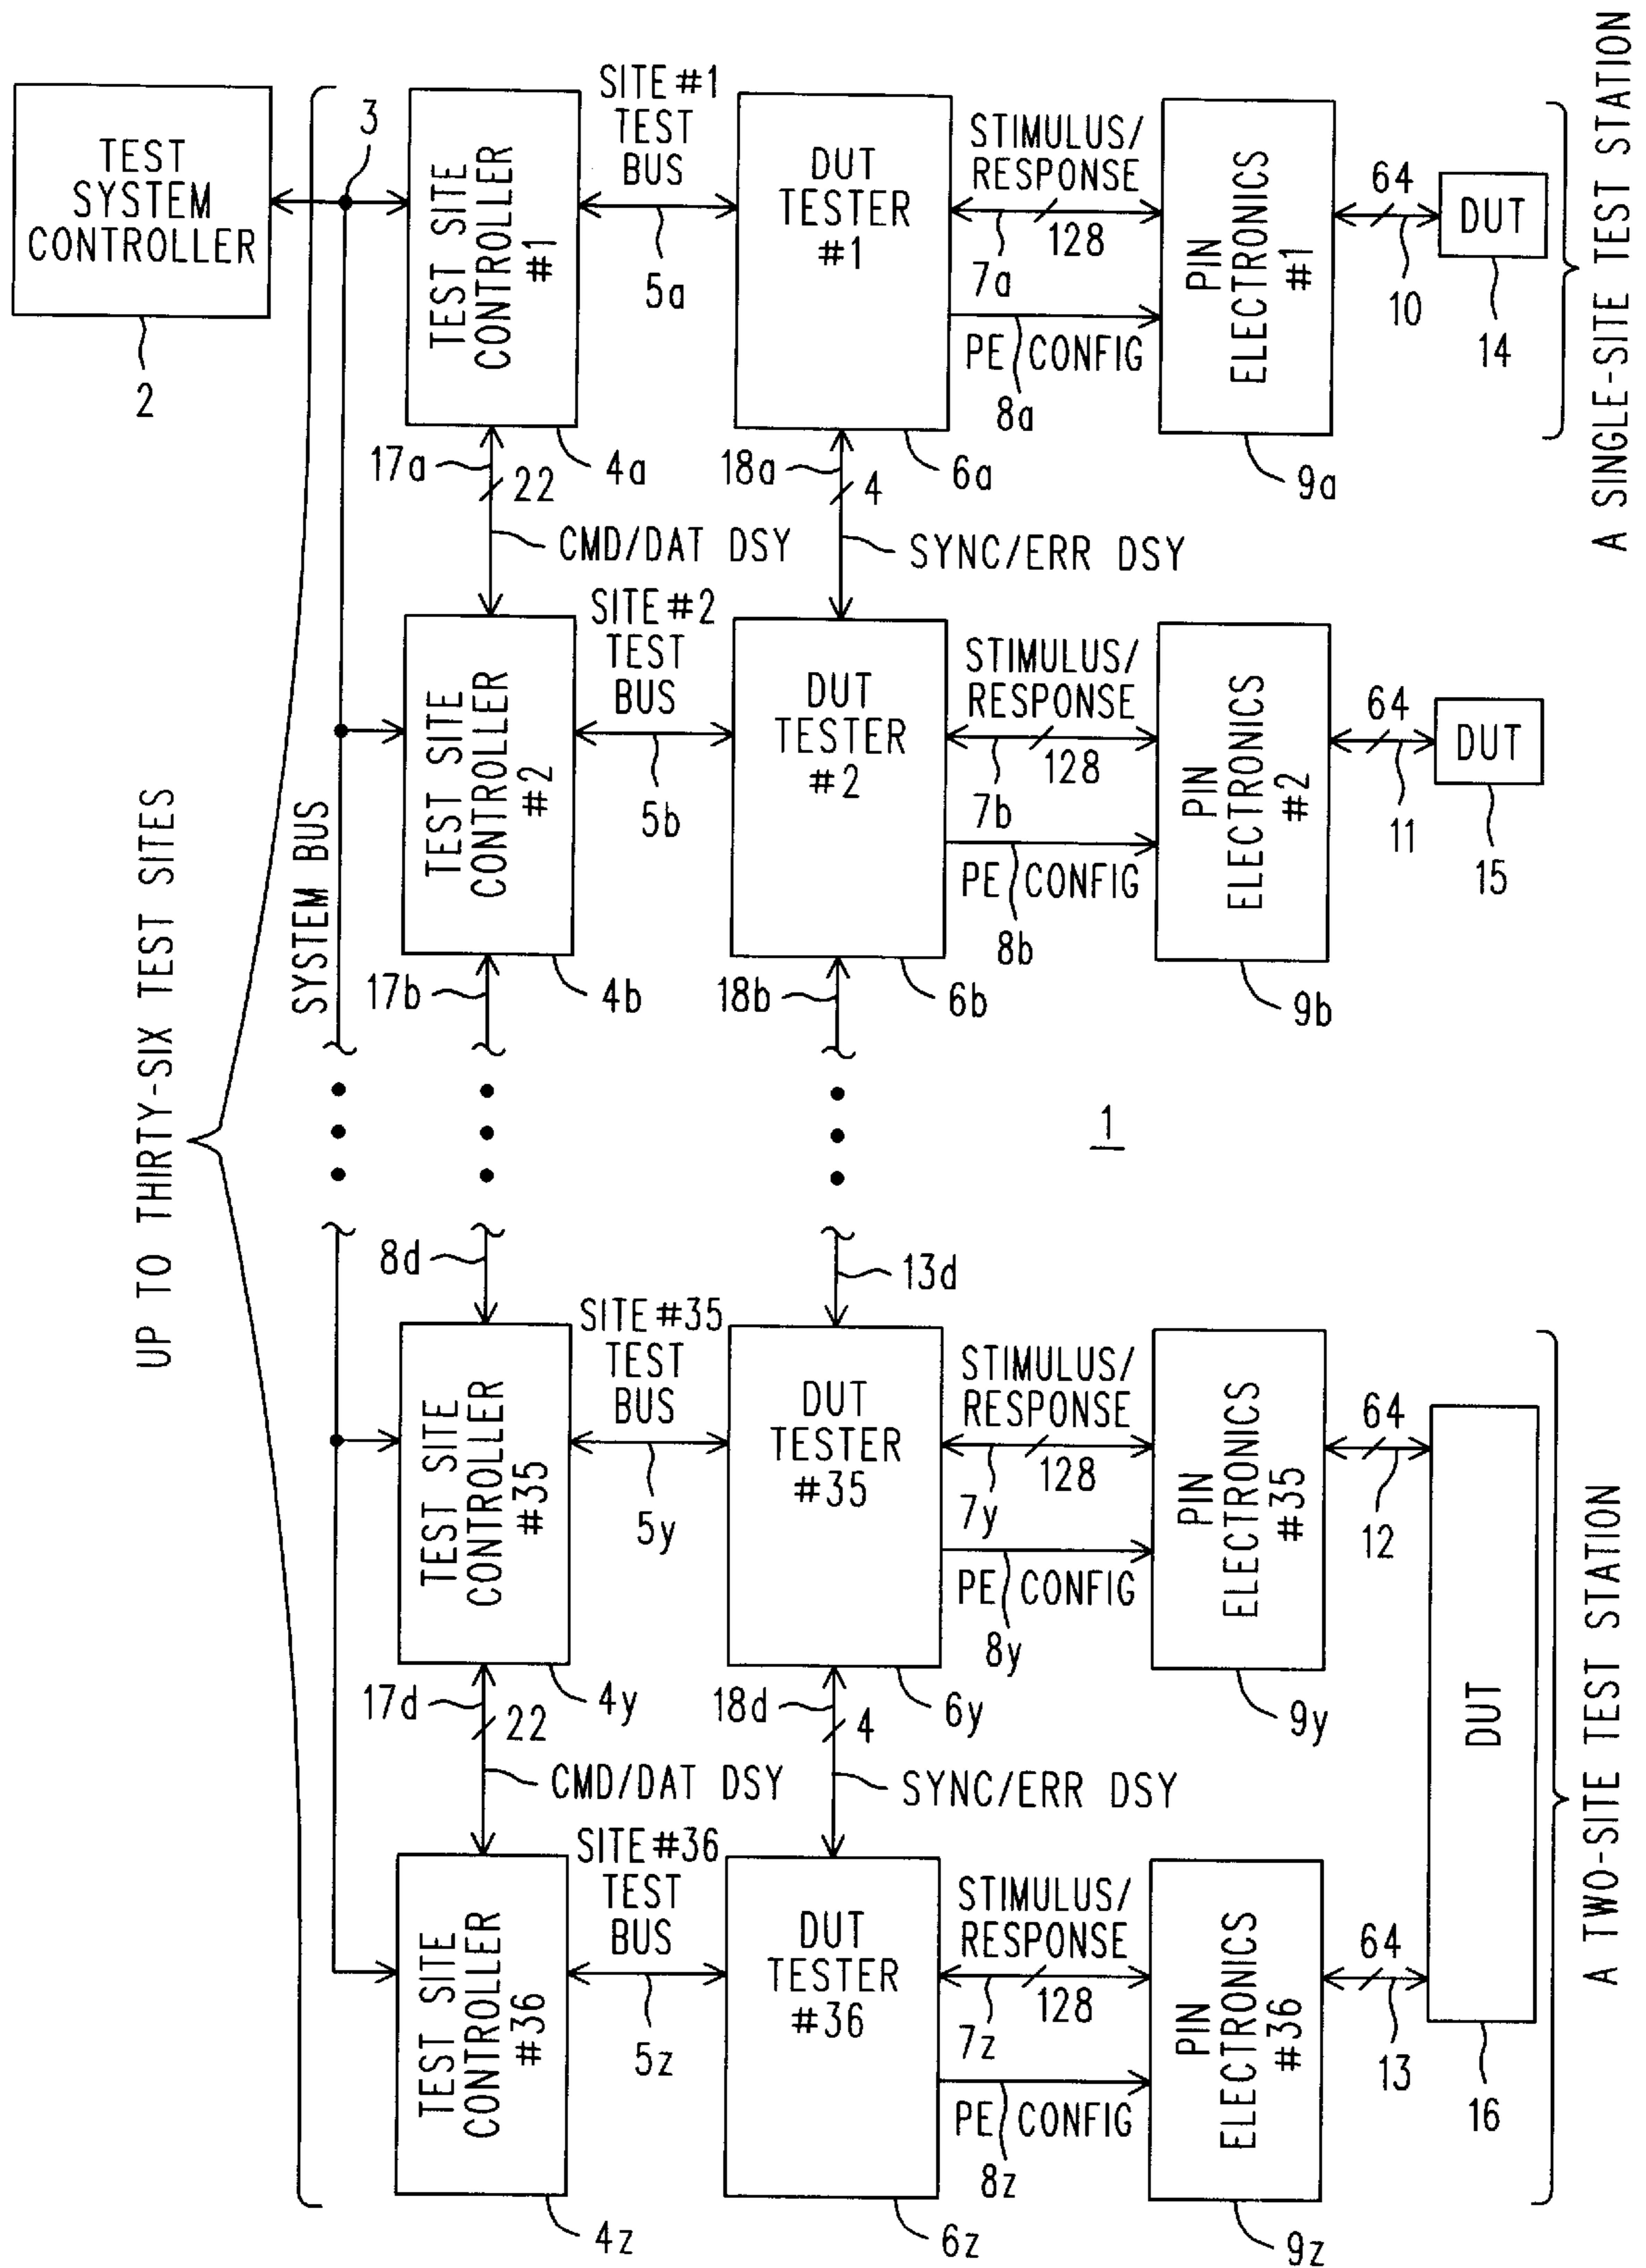 TEST
SYSTEM
CONTROLLER
2
3
UP TO THIRTY-SIX TEST SITES
SYSTEM BUS
TEST SITE
CONTROLLER
#1
4a
SITE #1
TEST
BUS
5a
DUT
TESTER
#1
6a
STIMULUS/
RESPONSE
128
7a
PE CONFIG
8a
PIN
ELECTRONICS
#1
9a
64
10
DUT
14
A SINGLE-SITE TEST STATION
17a
22
CMD/DAT DSY
18a
4
SYNC/ERR DSY
TEST SITE
CONTROLLER
#2
4b
SITE #2
TEST
BUS
5b
DUT
TESTER
#2
6b
STIMULUS/
RESPONSE
128
7b
PE CONFIG
8b
PIN
ELECTRONICS
#2
9b
64
11
DUT
15
17b
18b
1
8d
13d
TEST SITE
CONTROLLER
#35
4y
SITE #35
TEST
BUS
5y
DUT
TESTER
#35
6y
STIMULUS/
RESPONSE
128
7y
PE CONFIG
8y
PIN
ELECTRONICS
#35
9y
64
12
DUT
16
A TWO-SITE TEST STATION
17d
22
CMD/DAT DSY
18d
4
SYNC/ERR DSY
TEST SITE
CONTROLLER
#36
4z
SITE #36
TEST
BUS
5z
DUT
TESTER
#36
6z
STIMULUS/
RESPONSE
128
7z
PE CONFIG
8z
PIN
ELECTRONICS
#36
9z
64
13